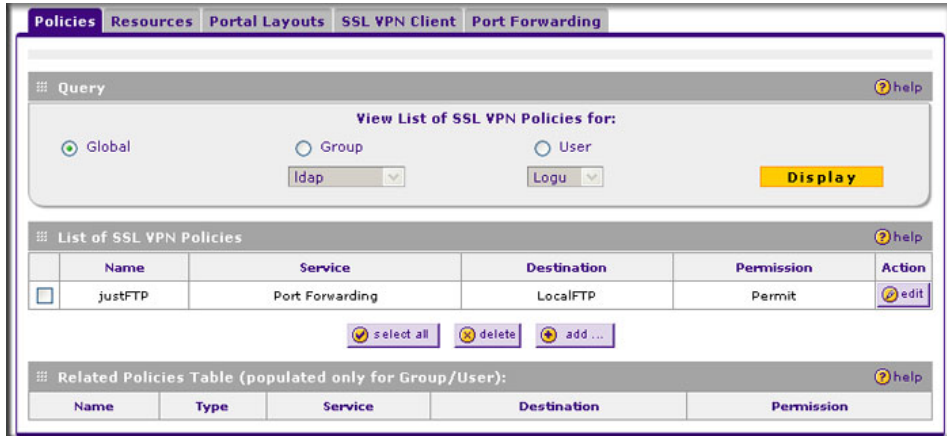 Policies Resources Portal Layouts SSL VPN Client Port Forwarding
Query help
View List of SSL VPN Policies for:
Global Group User
ldap Logu Display
List of SSL VPN Policies help
Name Service Destination Permission Action
justFTP Port Forwarding LocalFTP Permit edit
select all delete add ...
Related Policies Table (populated only for Group/User): help
Name Type Service Destination Permission